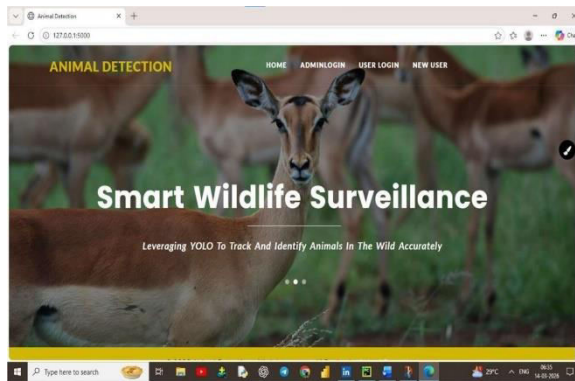 Animal Detection
127.0.0.1:5000
ANIMAL DETECTION
HOME ADMINLOGIN USER LOGIN NEW USER
Smart Wildlife Surveillance
Leveraging YOLO To Track And Identify Animals In The Wild Accurately
Type here to search
29°C ENG 06:55
14-03-2026